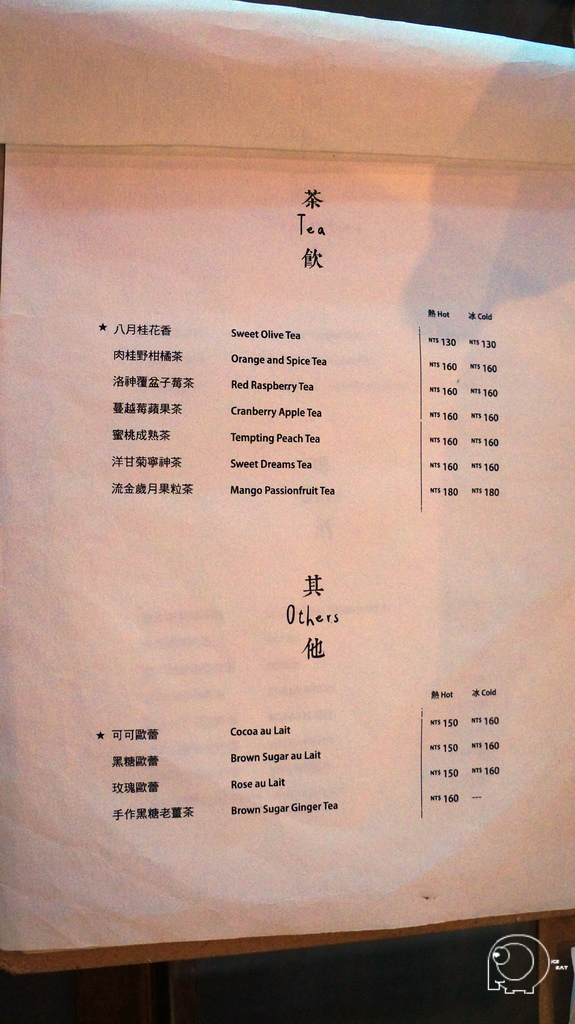 茶
Tea
飲
熱 Hot 冰 Cold
★ 八月桂花香 Sweet Olive Tea NT$ 130 NT$ 130
肉桂野柑橘茶 Orange and Spice Tea NT$ 160 NT$ 160
洛神覆盆子莓茶 Red Raspberry Tea NT$ 160 NT$ 160
蔓越莓蘋果茶 Cranberry Apple Tea NT$ 160 NT$ 160
蜜桃成熟茶 Tempting Peach Tea NT$ 160 NT$ 160
洋甘菊寧神茶 Sweet Dreams Tea NT$ 160 NT$ 160
流金歲月果粒茶 Mango Passionfruit Tea NT$ 180 NT$ 180
其
Others
他
熱 Hot 冰 Cold
★ 可可歐蕾 Cocoa au Lait NT$ 150 NT$ 160
黑糖歐蕾 Brown Sugar au Lait NT$ 150 NT$ 160
玫瑰歐蕾 Rose au Lait NT$ 150 NT$ 160
手作黑糖老薑茶 Brown Sugar Ginger Tea NT$ 160 —
ICE
EAT